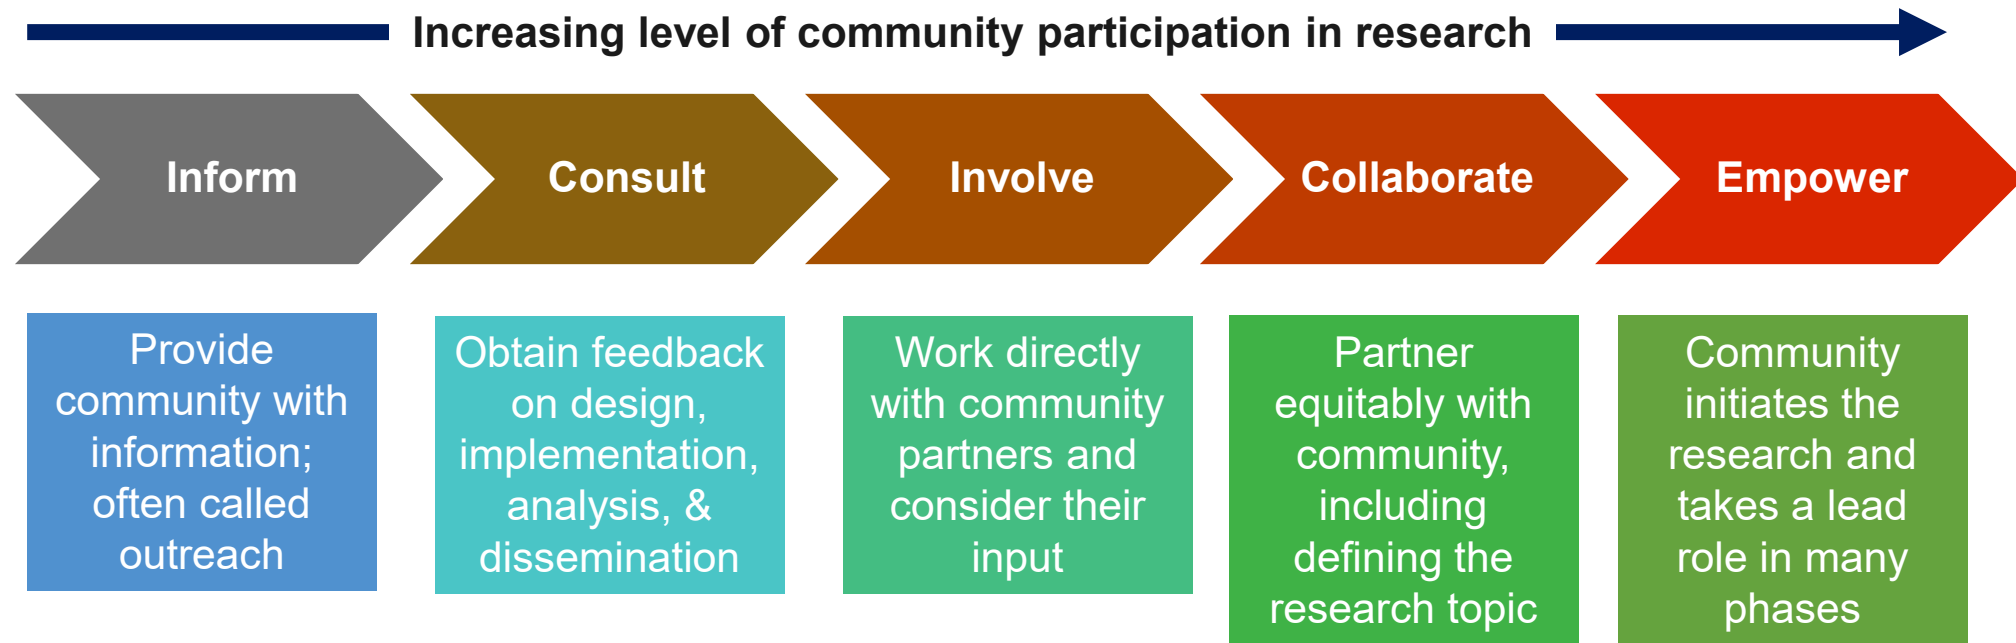 Increasing level of community participation in research
Inform
Consult
Involve
Collaborate
Empower
Provide
community with
information;
often called
outreach
Obtain feedback
on design,
implementation,
analysis, &
dissemination
Work directly
with community
partners and
consider their
input
Partner
equitably with
community,
including
defining the
research topic
Community
initiates the
research and
takes a lead
role in many
phases